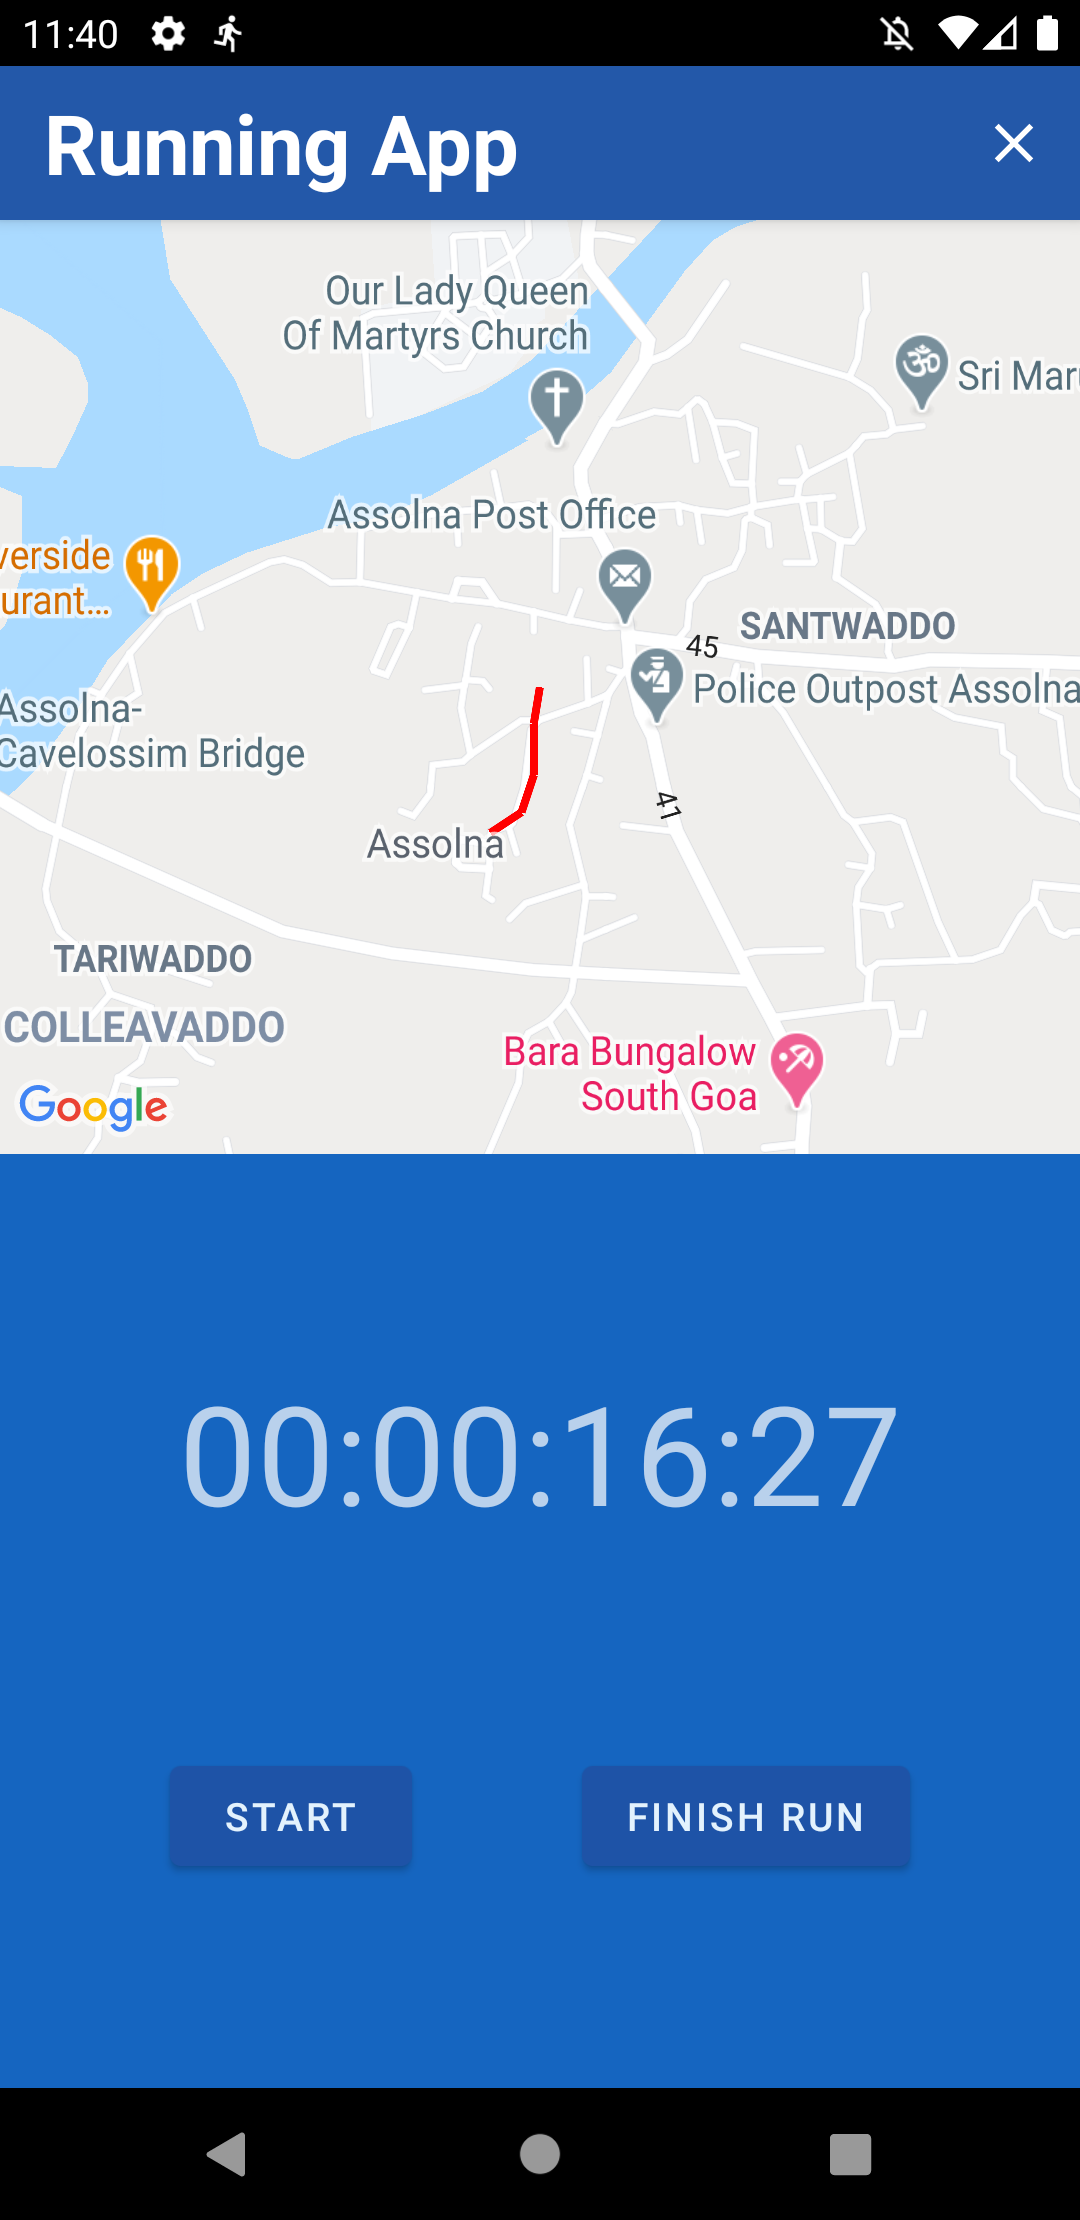 11:40
Running App
Our Lady Queen
Of Martyrs Church
Sri Mar
Assolna Post Office
verside
urant...
SANTWADDO
45
Police Outpost Assolna
Assolna-
Cavelossim Bridge
41
Assolna
TARIWADDO
COLLEAVADDO
Bara Bungalow
South Goa
Google
00:00:16:27
START
FINISH RUN